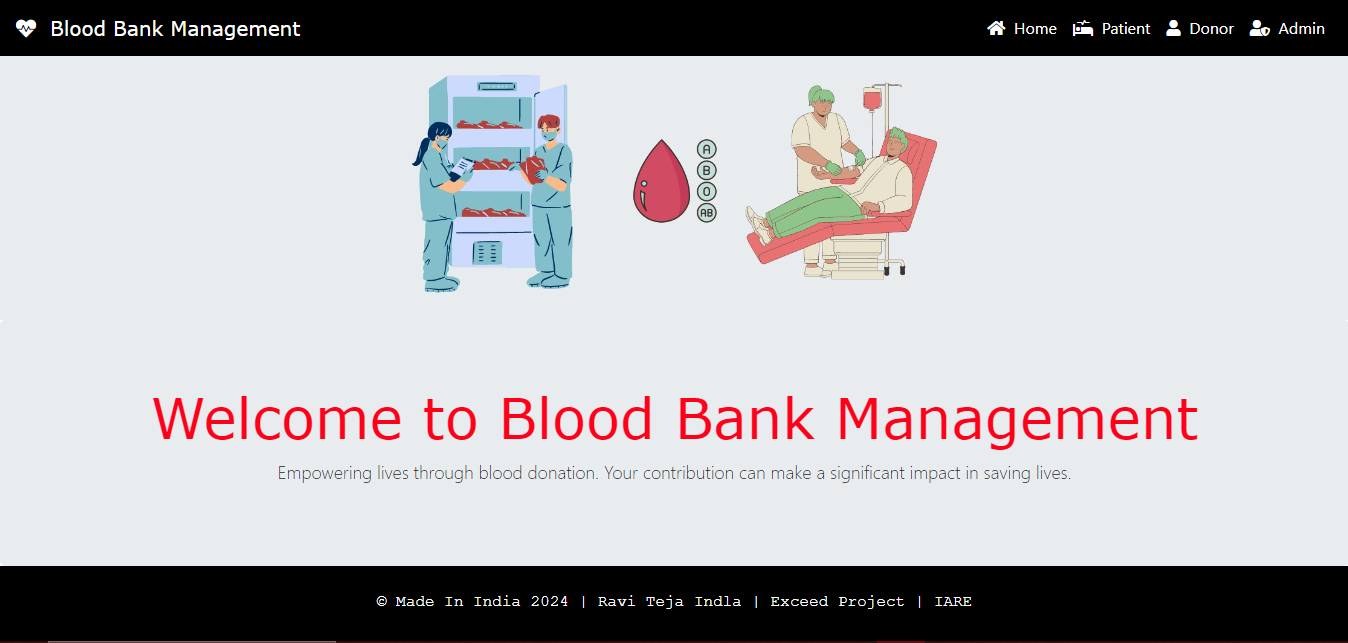 Blood Bank Management Home Patient Donor Admin
A
B
O
AB
Welcome to Blood Bank Management
Empowering lives through blood donation. Your contribution can make a significant impact in saving lives.
© Made In India 2024 | Ravi Teja Indla | Exceed Project | IARE